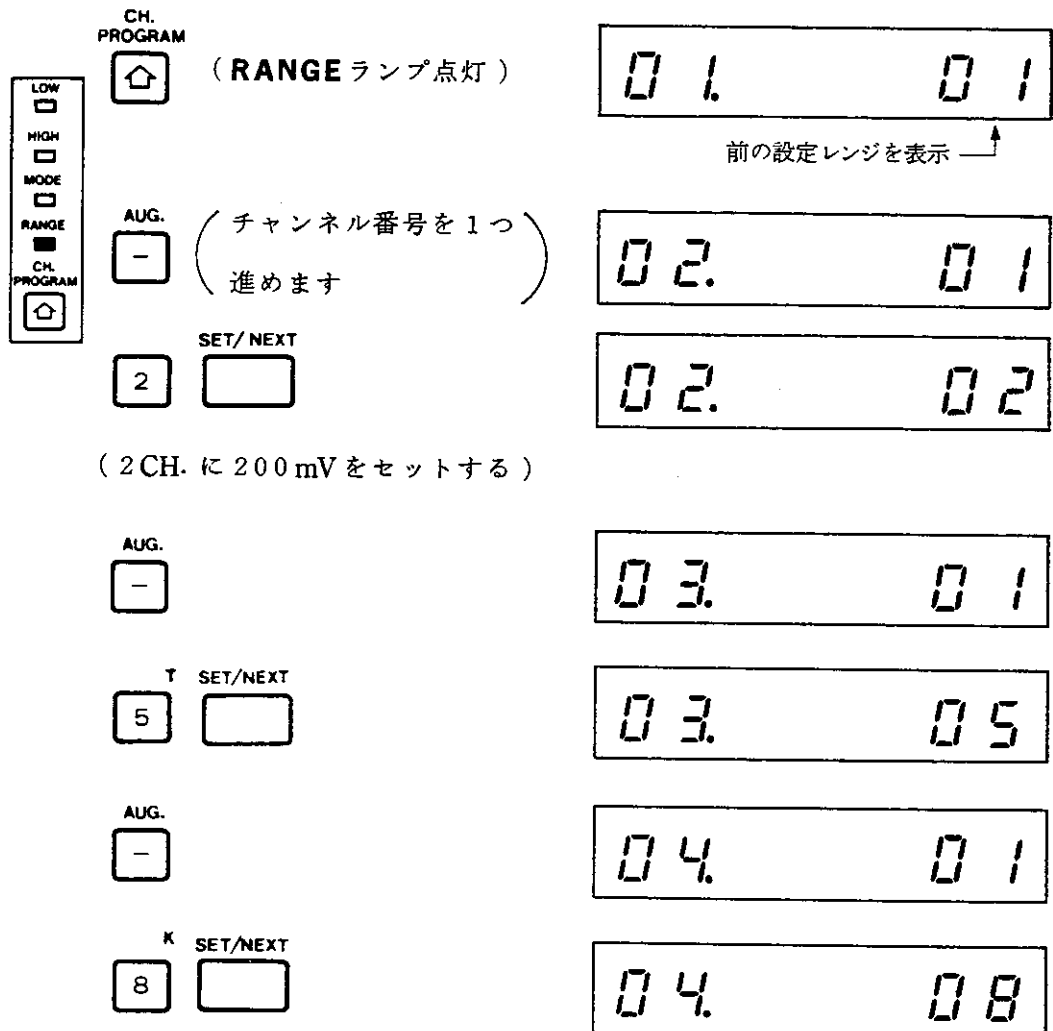 CH.
PROGRAM
(RANGEランプ点灯)
01. 01
前の設定レンジを表示
LOW
HIGH
MODE
RANGE
CH.
PROGRAM
AUG.
-
チャンネル番号を1つ
進めます
02. 01
SET/NEXT
2
02. 02
(2CH. に200mVをセットする)
AUG.
-
03. 01
T SET/NEXT
5
03. 05
AUG.
-
04. 01
K SET/NEXT
8
04. 08